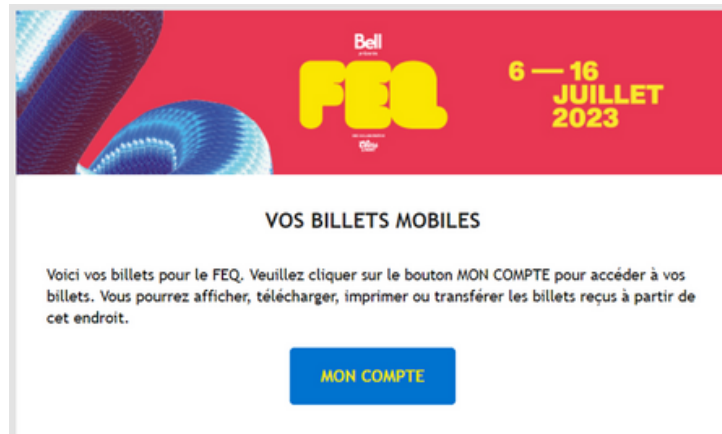 Bell
FEQ
6 — 16
JUILLET
2023
VOS BILLETS MOBILES
Voici vos billets pour le FEQ. Veuillez cliquer sur le bouton MON COMPTE pour accéder à vos
billets. Vous pourrez afficher, télécharger, imprimer ou transférer les billets reçus à partir de
cet endroit.
MON COMPTE